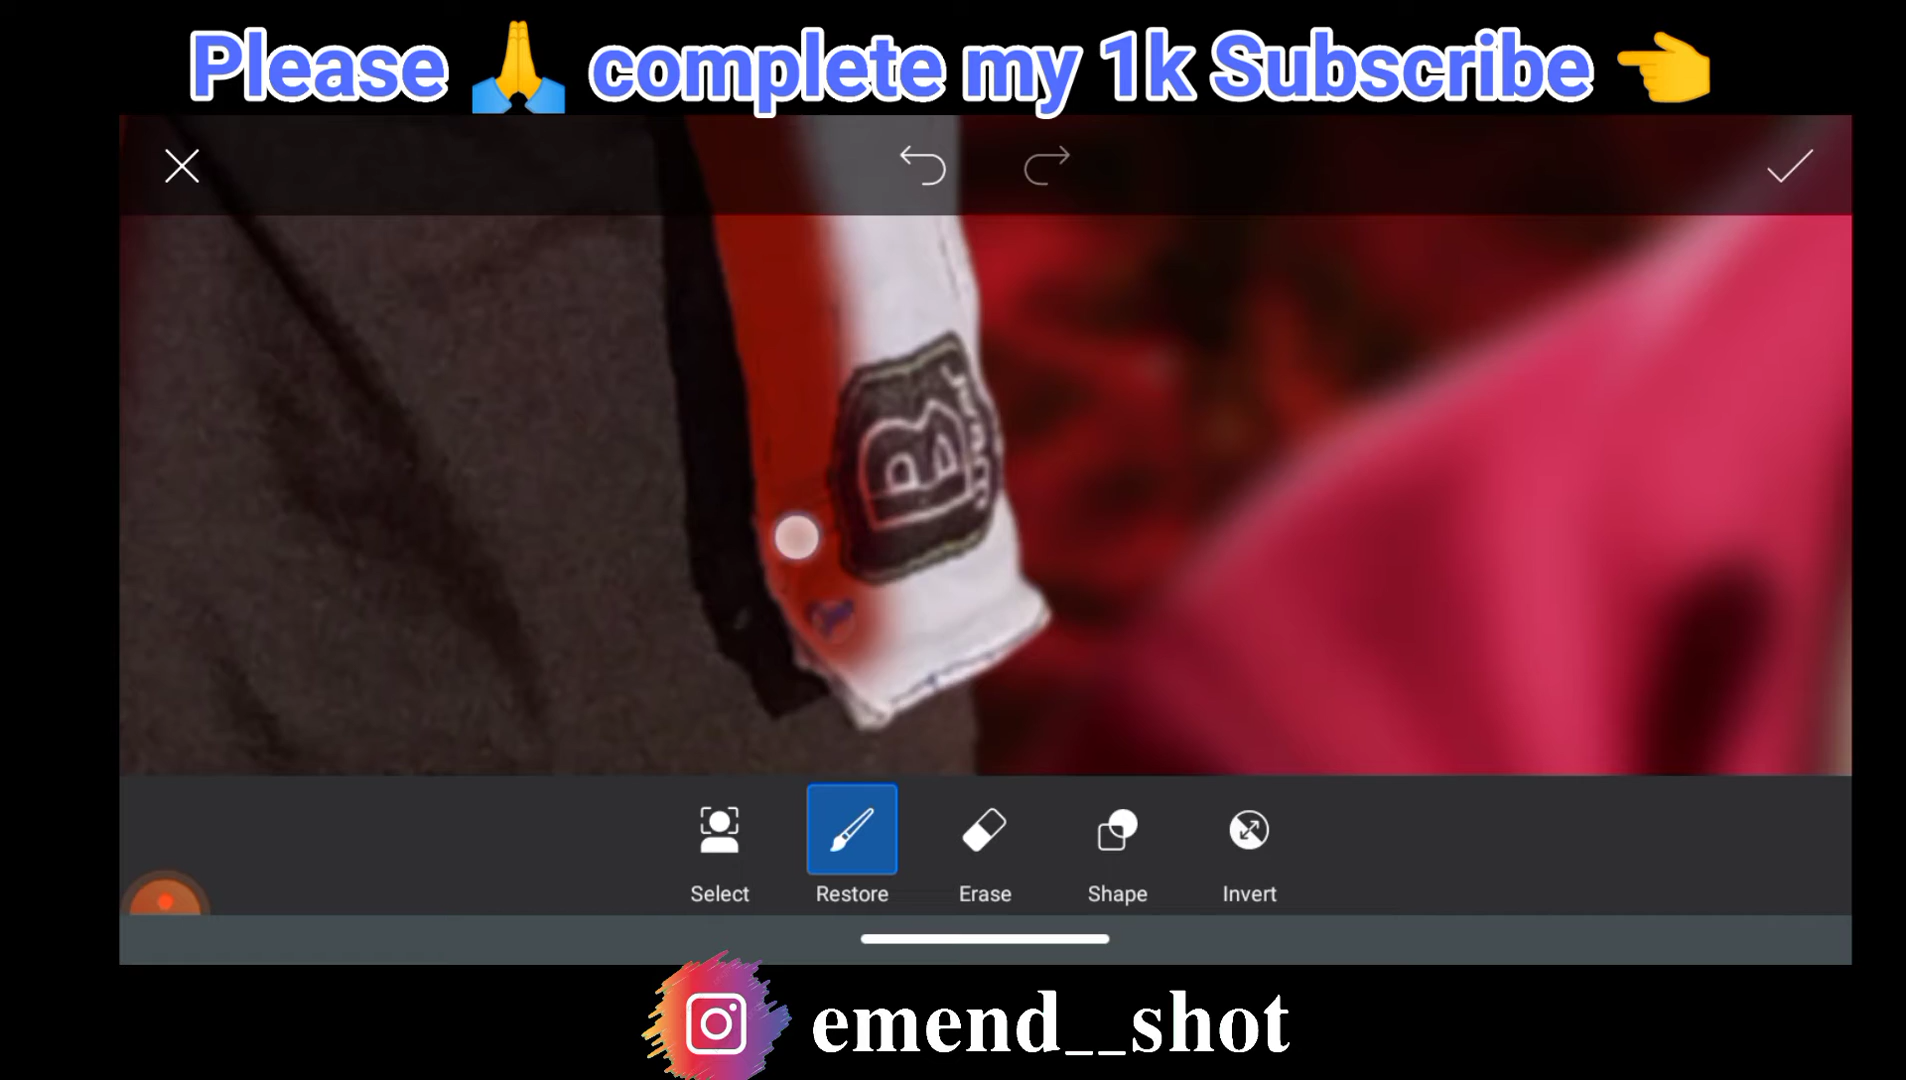 Please 🙏 complete my 1k Subscribe 👈
B
Select Restore Erase Shape Invert
emend__shot